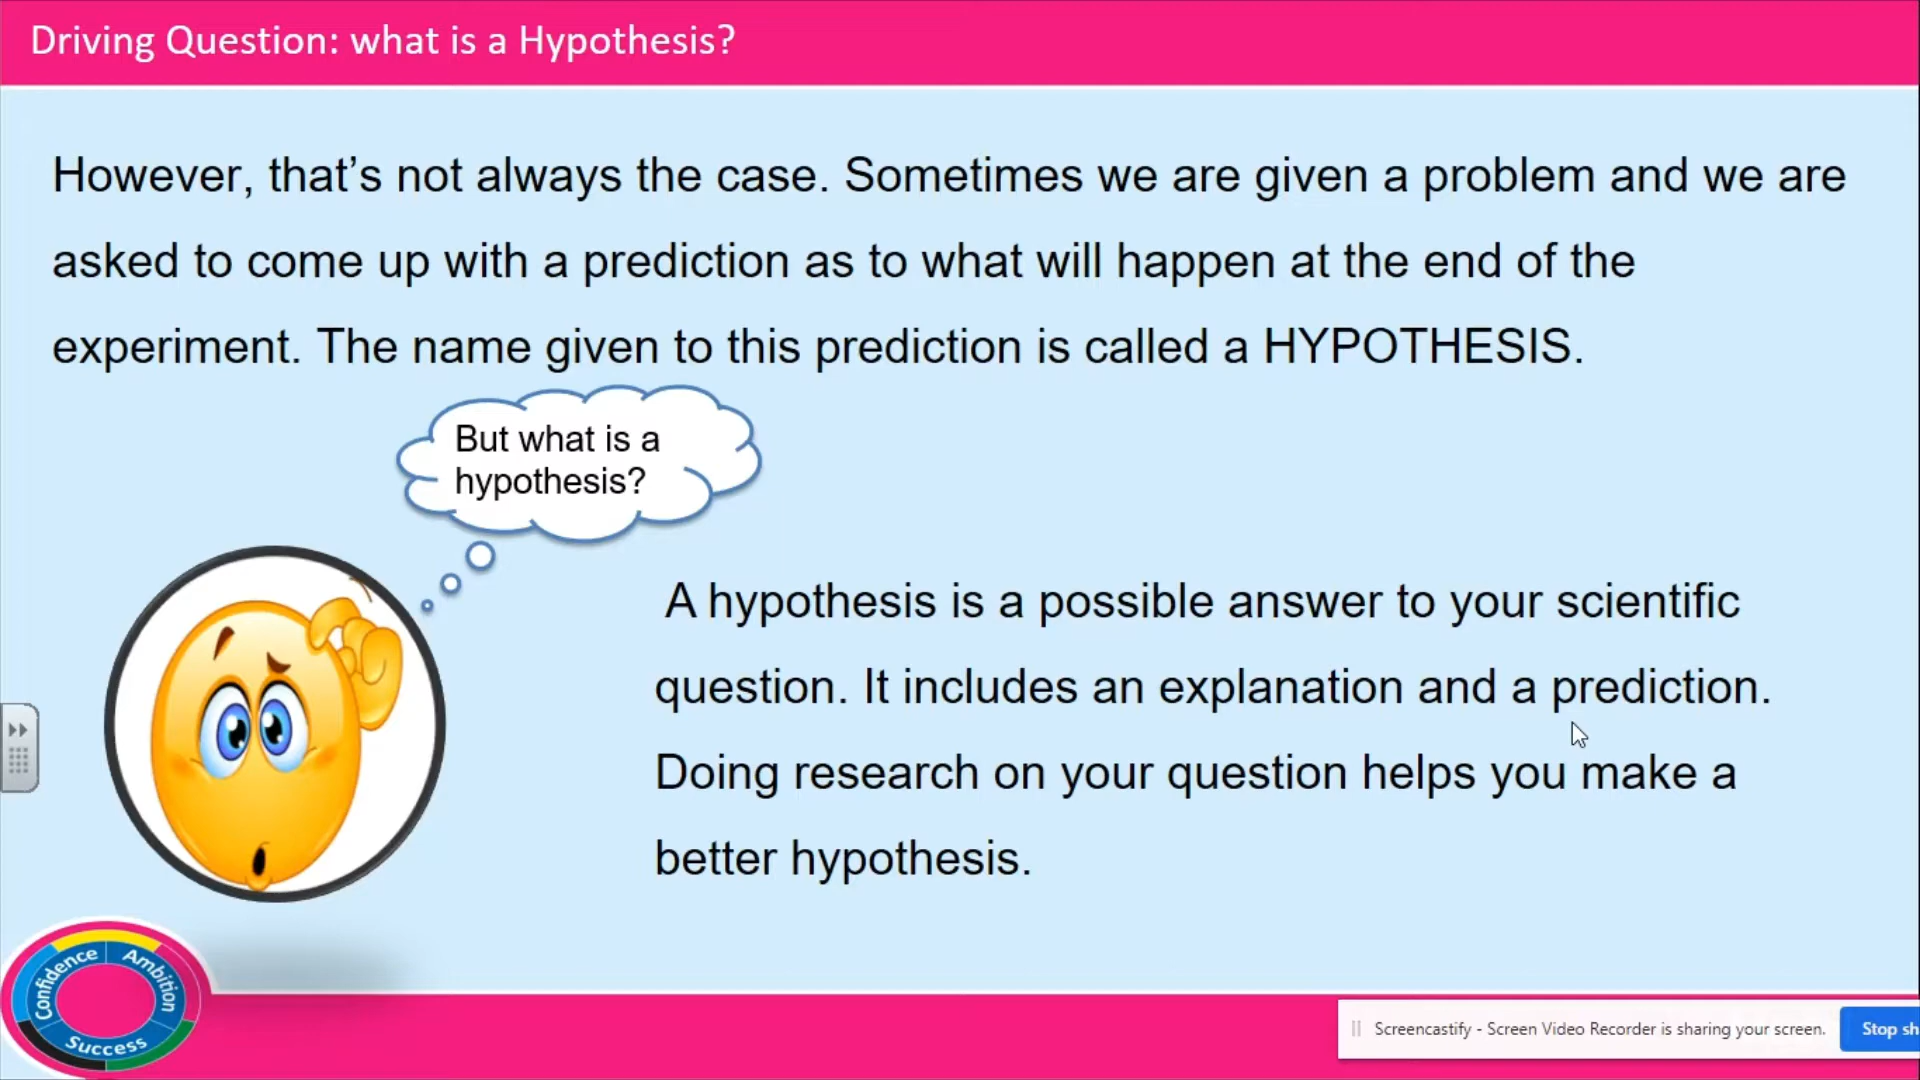 Driving Question: what is a Hypothesis?
However, that’s not always the case. Sometimes we are given a problem and we are
asked to come up with a prediction as to what will happen at the end of the
experiment. The name given to this prediction is called a HYPOTHESIS.
But what is a
hypothesis?
A hypothesis is a possible answer to your scientific
question. It includes an explanation and a prediction.
Doing research on your question helps you make a
better hypothesis.
Confidence
Ambition
Success
Screencastify - Screen Video Recorder is sharing your screen.
Stop sh